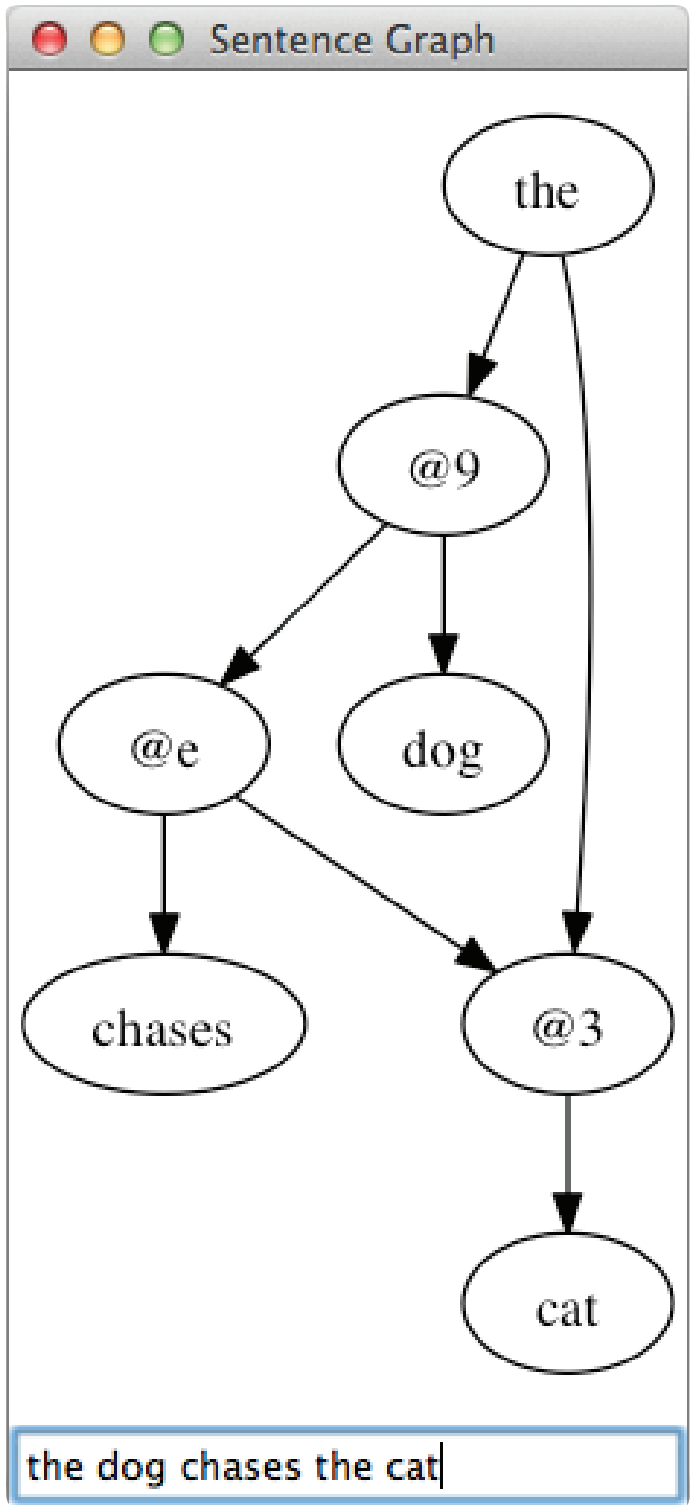 Sentence Graph
the
@9
@e
dog
chases
@3
cat
the dog chases the cat